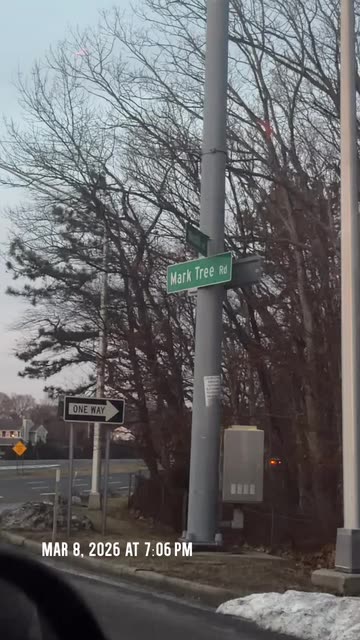 Mark Tree Rd
ONE WAY
MAR 8, 2026 AT 7:06 PM